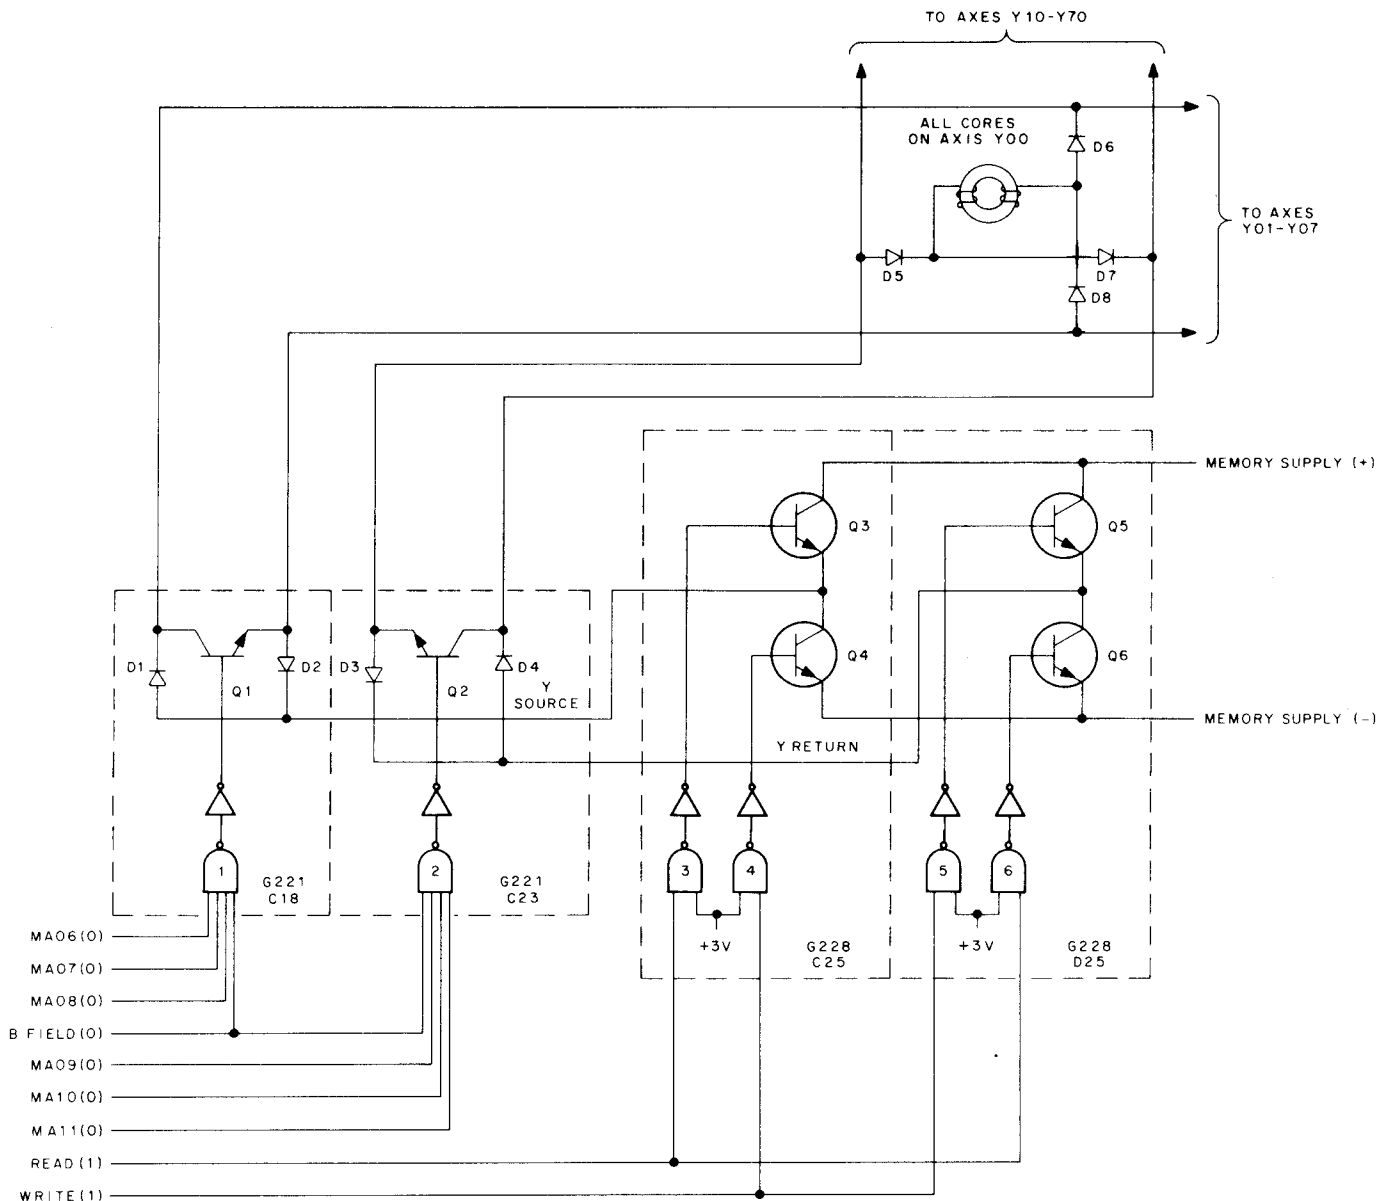 TO AXES Y10-Y70
ALL CORES
ON AXIS Y00
D6
TO AXES
Y01-Y07
D5
D7
D8
MEMORY SUPPLY (+)
Q3
Q5
D1
D2
D3
D4
Q4
Q6
Q1
Q2
Y
SOURCE
MEMORY SUPPLY (-)
Y RETURN
1
2
3
4
5
6
G221
C18
G221
C23
+3V
G228
C25
+3V
G228
D25
MA06(0)
MA07(0)
MA08(0)
B FIELD(0)
MA09(0)
MA10(0)
MA11(0)
READ(1)
WRITE(1)